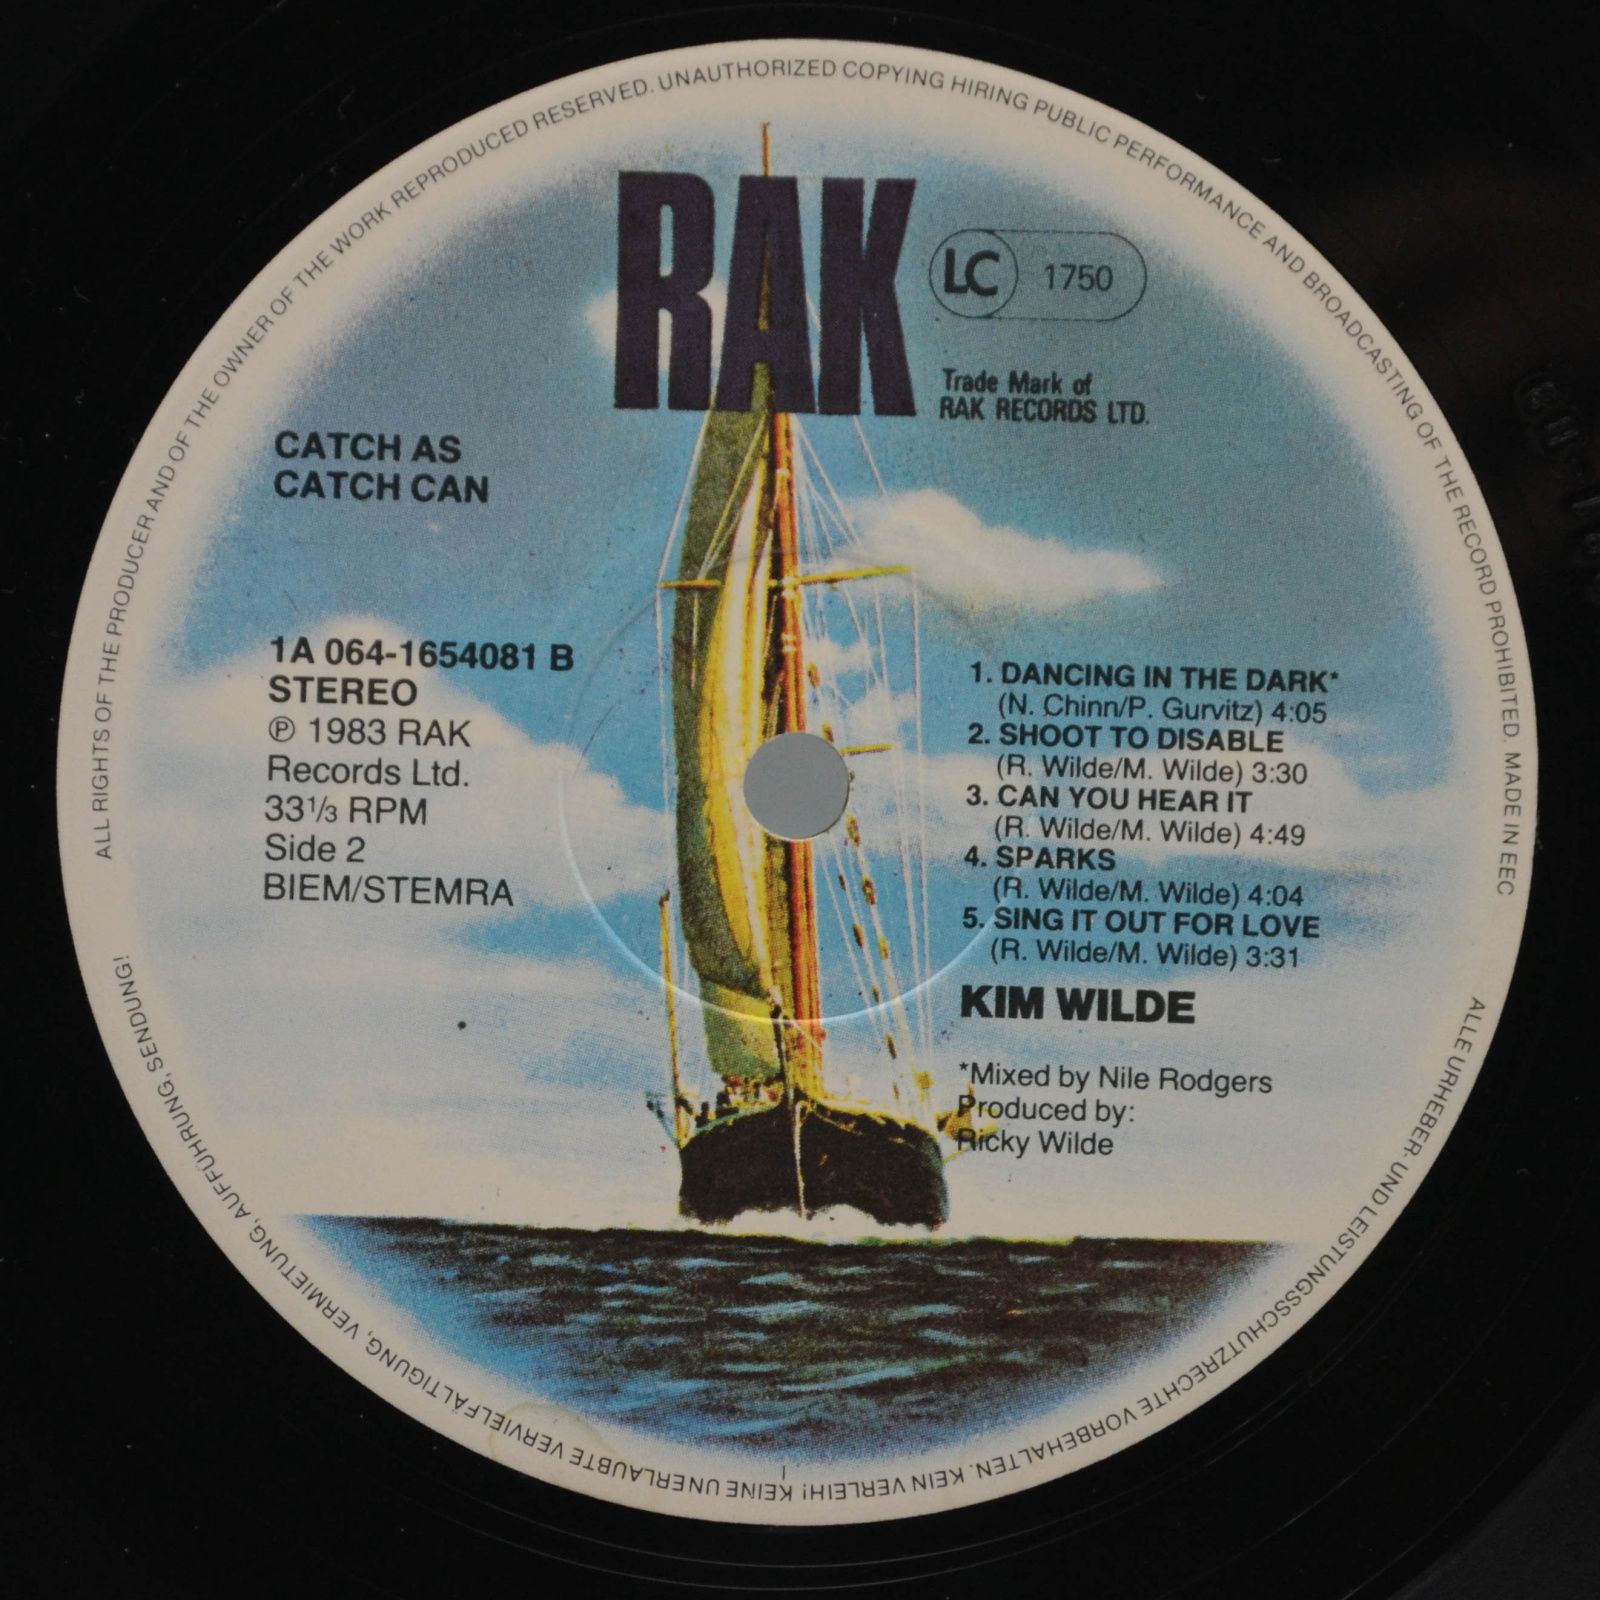 ALL RIGHTS OF THE PRODUCER AND OF THE OWNER OF THE WORK REPRODUCED RESERVED. UNAUTHORIZED COPYING HIRING PUBLIC PERFORMANCE AND BROADCASTING OF THE RECORD PROHIBITED. MADE IN EEC
RAK
LC 1750
Trade Mark of
RAK RECORDS LTD.
CATCH AS
CATCH CAN
1A 064-1654081 B
STEREO
℗ 1983 RAK
Records Ltd.
33 1/3 RPM
Side 2
BIEM/STEMRA
1. DANCING IN THE DARK*
(N. Chinn/P. Gurvitz) 4:05
2. SHOOT TO DISABLE
(R. Wilde/M. Wilde) 3:30
3. CAN YOU HEAR IT
(R. Wilde/M. Wilde) 4:49
4. SPARKS
(R. Wilde/M. Wilde) 4:04
5. SING IT OUT FOR LOVE
(R. Wilde/M. Wilde) 3:31
KIM WILDE
*Mixed by Nile Rodgers
Produced by:
Ricky Wilde
ALLE URHEBER- UND LEISTUNGSSCHUTZRECHTE VORBEHALTEN. KEIN VERLEIH! KEINE UNERLAUBTE VERVIELFÄLTIGUNG, VERMIETUNG, AUFFÜHRUNG, SENDUNG!